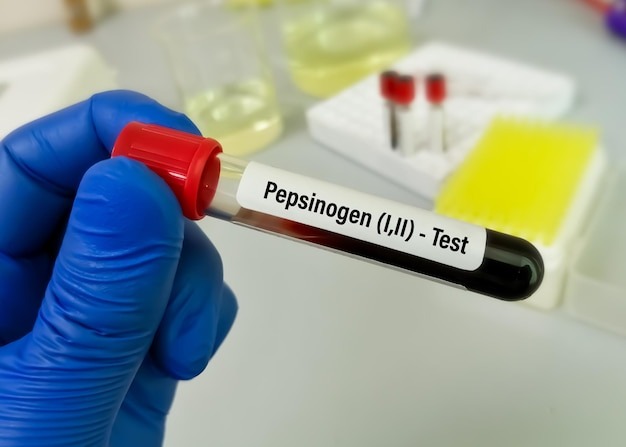 Pepsinogen (I,II) - Test